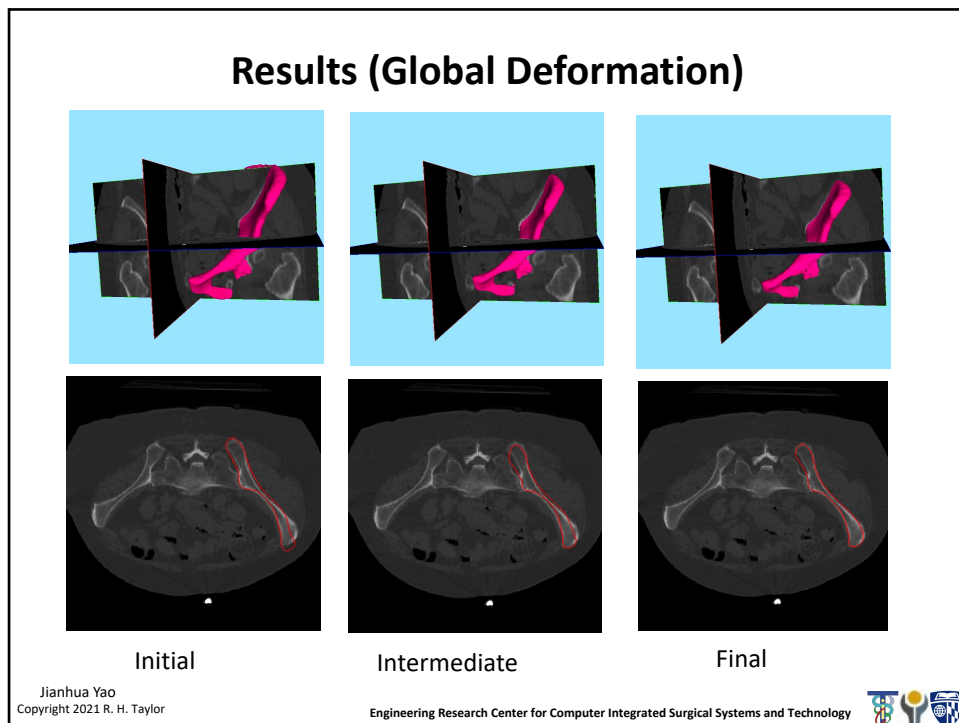 Results (Global Deformation)
Initial
Intermediate
Final
Jianhua Yao
Copyright 2021 R. H. Taylor
Engineering Research Center for Computer Integrated Surgical Systems and Technology